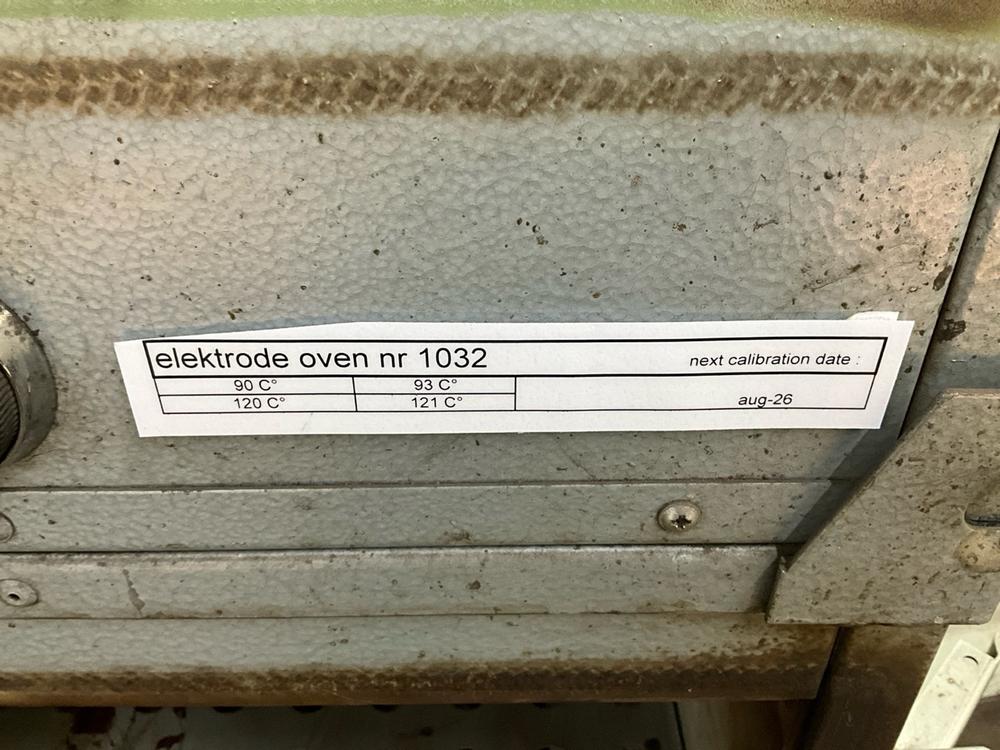 elektrode oven nr 1032 next calibration date :
90 C° 93 C°
120 C° 121 C° aug-26